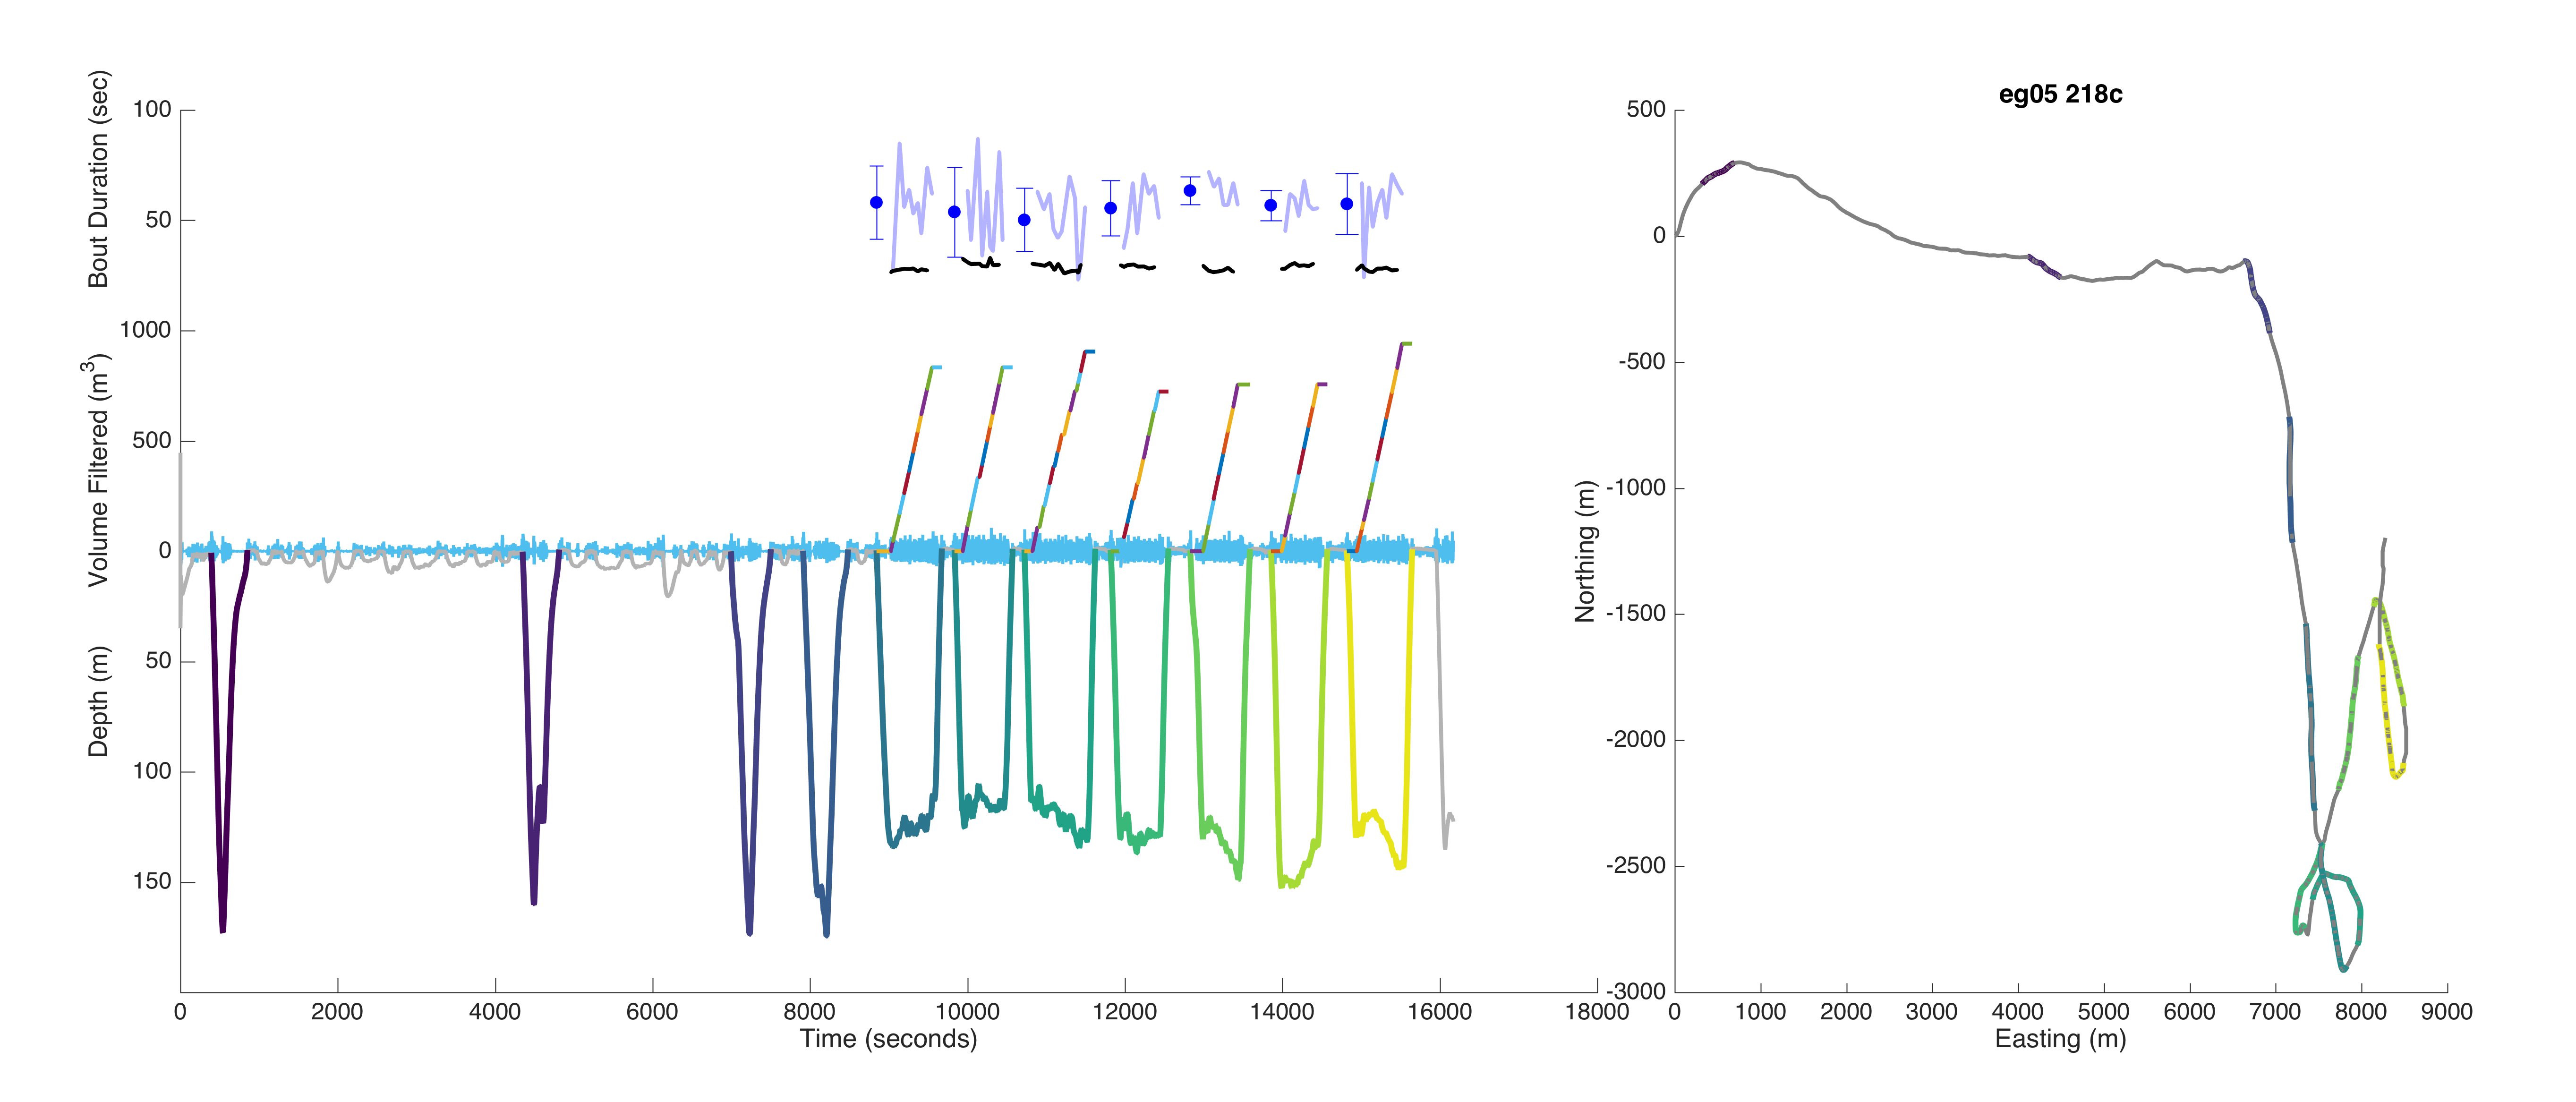 Bout Duration (sec)
100
50
Volume Filtered (m³)
1000
500
0
Depth (m)
50
100
150
0 2000 4000 6000 8000 10000 12000 14000 16000 18000
Time (seconds)
eg05 218c
Northing (m)
500
0
-500
-1000
-1500
-2000
-2500
-3000
0 1000 2000 3000 4000 5000 6000 7000 8000 9000
Easting (m)